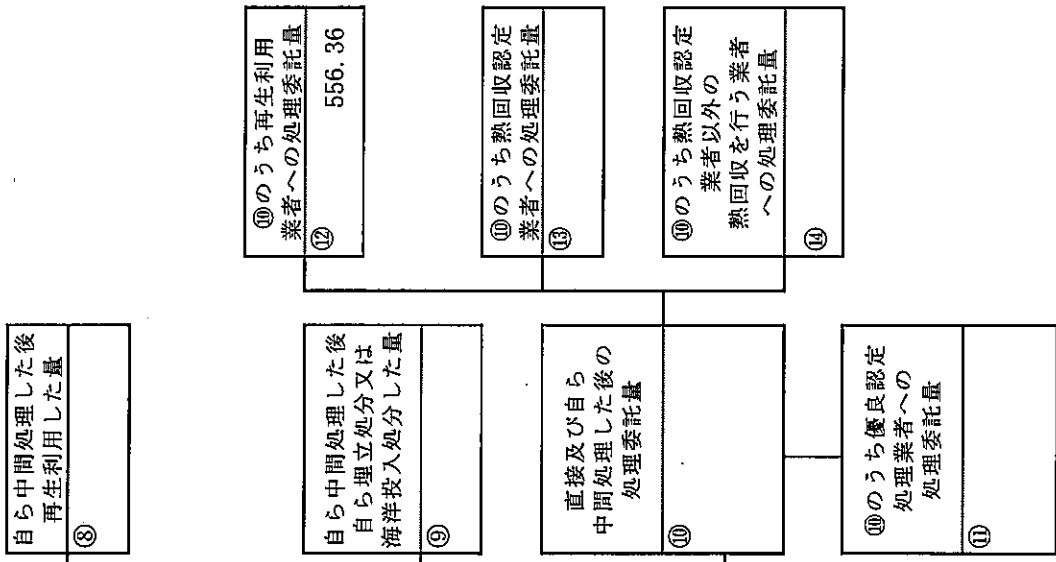 自ら中間処理した後
再生利用した量
⑧
自ら中間処理した後
自ら埋立処分又は
海洋投入処分した量
⑨
直接及び自ら
中間処理した後の
処理委託量
⑩
⑩のうち優良認定
処理業者への
処理委託量
⑪
⑩のうち再生利用
業者への処理委託量
⑫
556.36
⑩のうち熱回収認定
業者への処理委託量
⑬
⑩のうち熱回収認定
業者以外の
熱回収を行う業者
への処理委託量
⑭